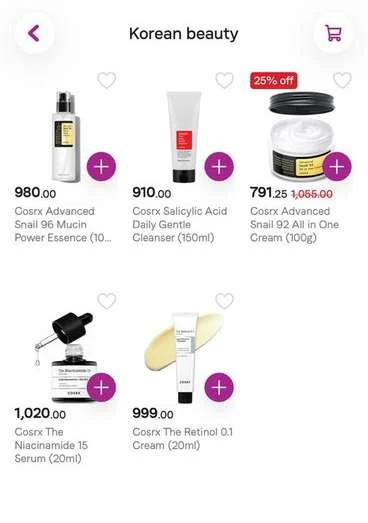 Korean beauty
25% off
980.00
910.00
791.25 1,055.00
Cosrx Advanced
Snail 96 Mucin
Power Essence (10...
Cosrx Salicylic Acid
Daily Gentle
Cleanser (150ml)
Cosrx Advanced
Snail 92 All in One
Cream (100g)
1,020.00
999.00
Cosrx The
Niacinamide 15
Serum (20ml)
Cosrx The Retinol 0.1
Cream (20ml)